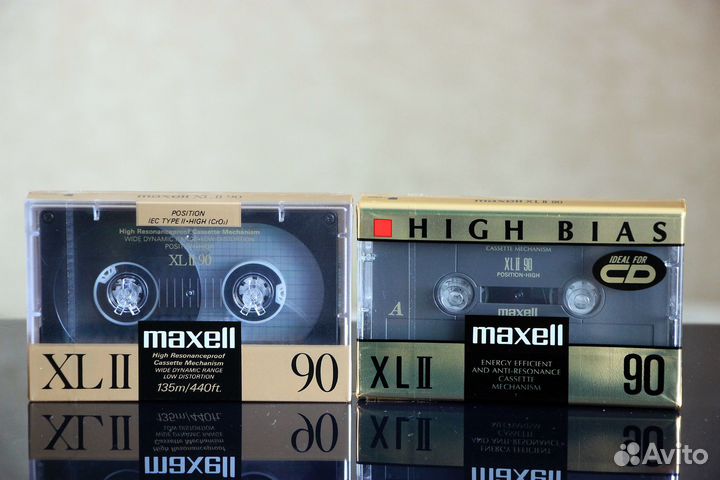 maxell XL II 90
POSITION
IEC TYPE II • HIGH (CrO₂)
High Resonanceproof Cassette Mechanism
WIDE DYNAMIC RANGE • LOW DISTORTION
POSITION • HIGH
XL II 90
maxell
High Resonanceproof
Cassette Mechanism
WIDE DYNAMIC RANGE
LOW DISTORTION
135m/440ft.
XL II
90
maxell XL II 90
HIGH BIAS
IDEAL FOR
CD
CASSETTE MECHANISM
XL II 90
POSITION • HIGH
A
maxell
ENERGY EFFICIENT
AND ANTI-RESONANCE
CASSETTE
MECHANISM
XL II
90
Avito